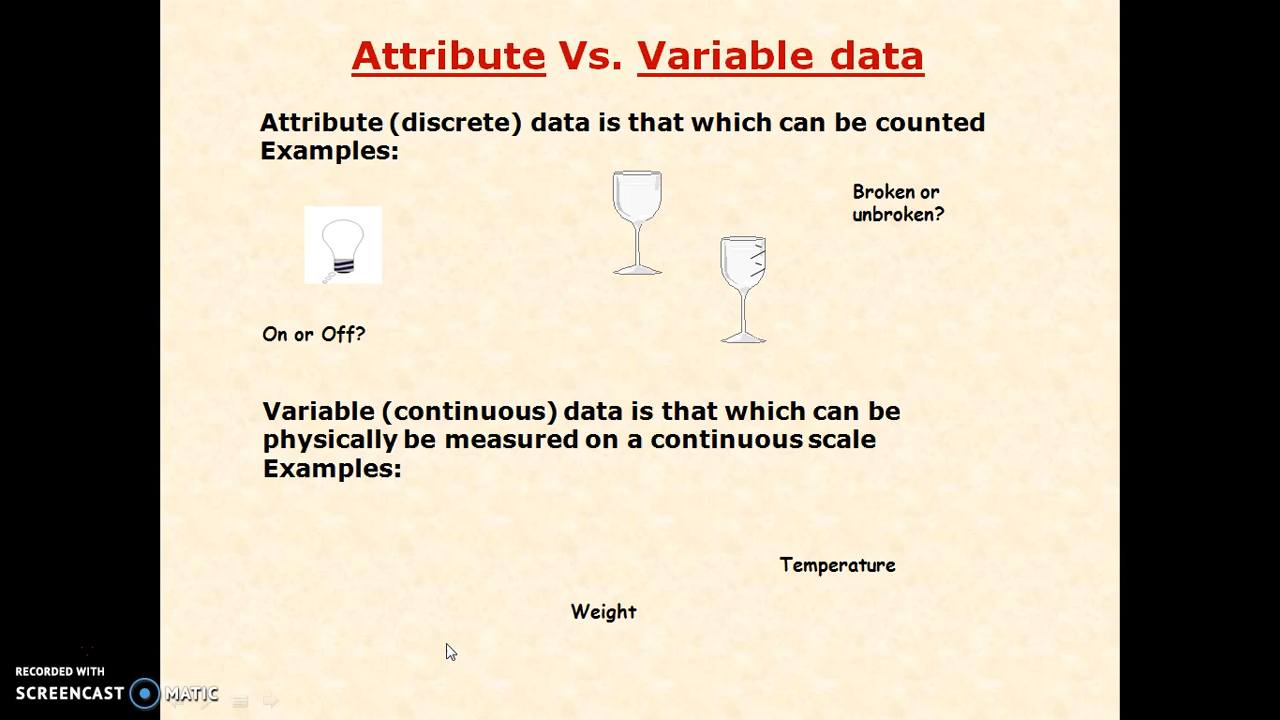 Attribute Vs. Variable data
Attribute (discrete) data is that which can be counted
Examples:
Broken or
unbroken?
On or Off?
Variable (continuous) data is that which can be
physically be measured on a continuous scale
Examples:
Temperature
Weight
RECORDED WITH
SCREENCAST MATIC